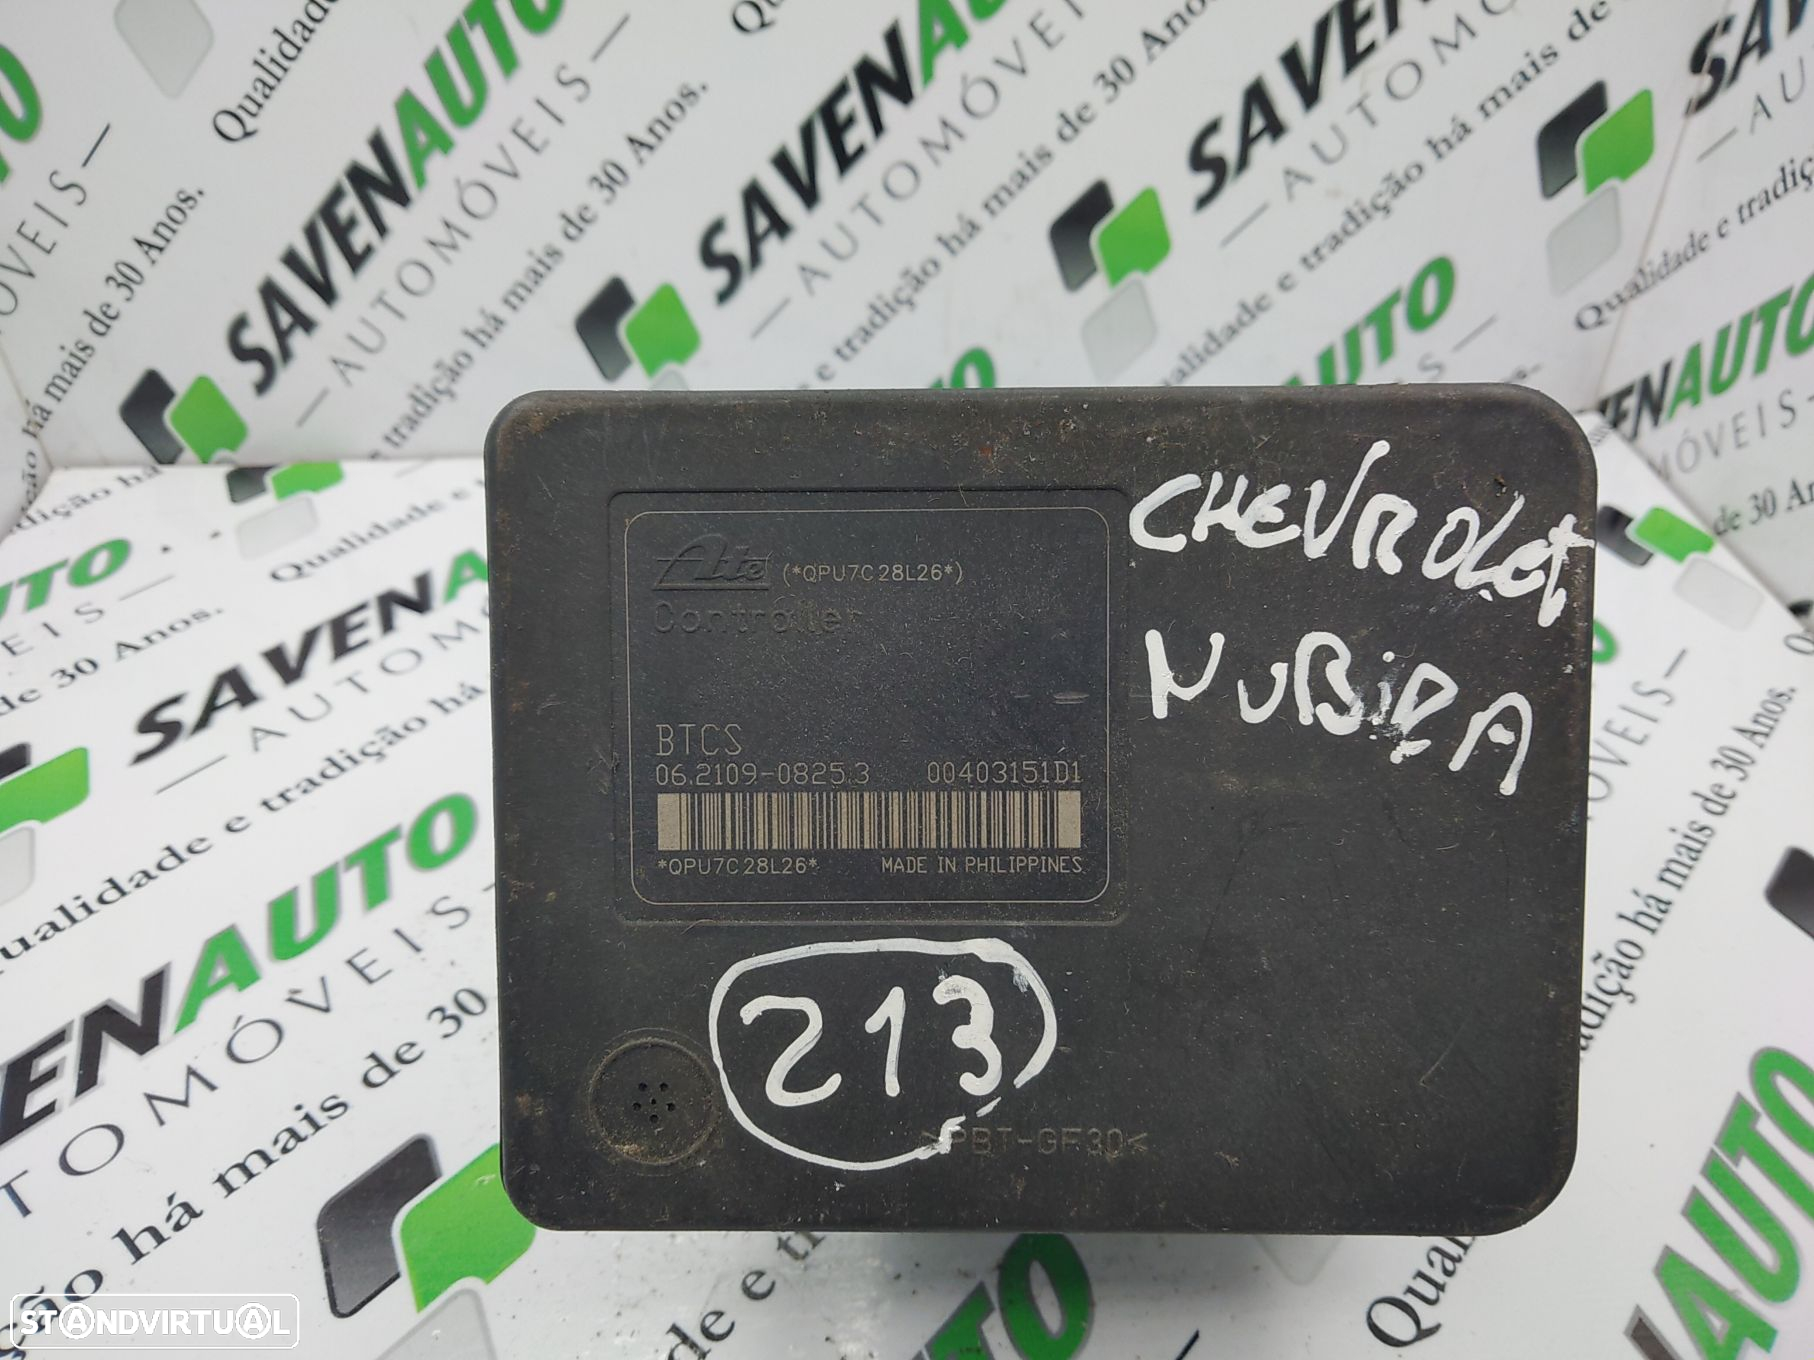 Ate (*QPU7C28L26*)
Controller
BTCS
06.2109-0825.3 00403151D1
*QPU7C28L26* MADE IN PHILIPPINES
CHEVROLET
NUBIRA
213
>PBT-GF30<
SAVENAUTO
AUTOMÓVEIS
Qualidade e tradição há mais de 30 Anos.
STANDVIRTUAL